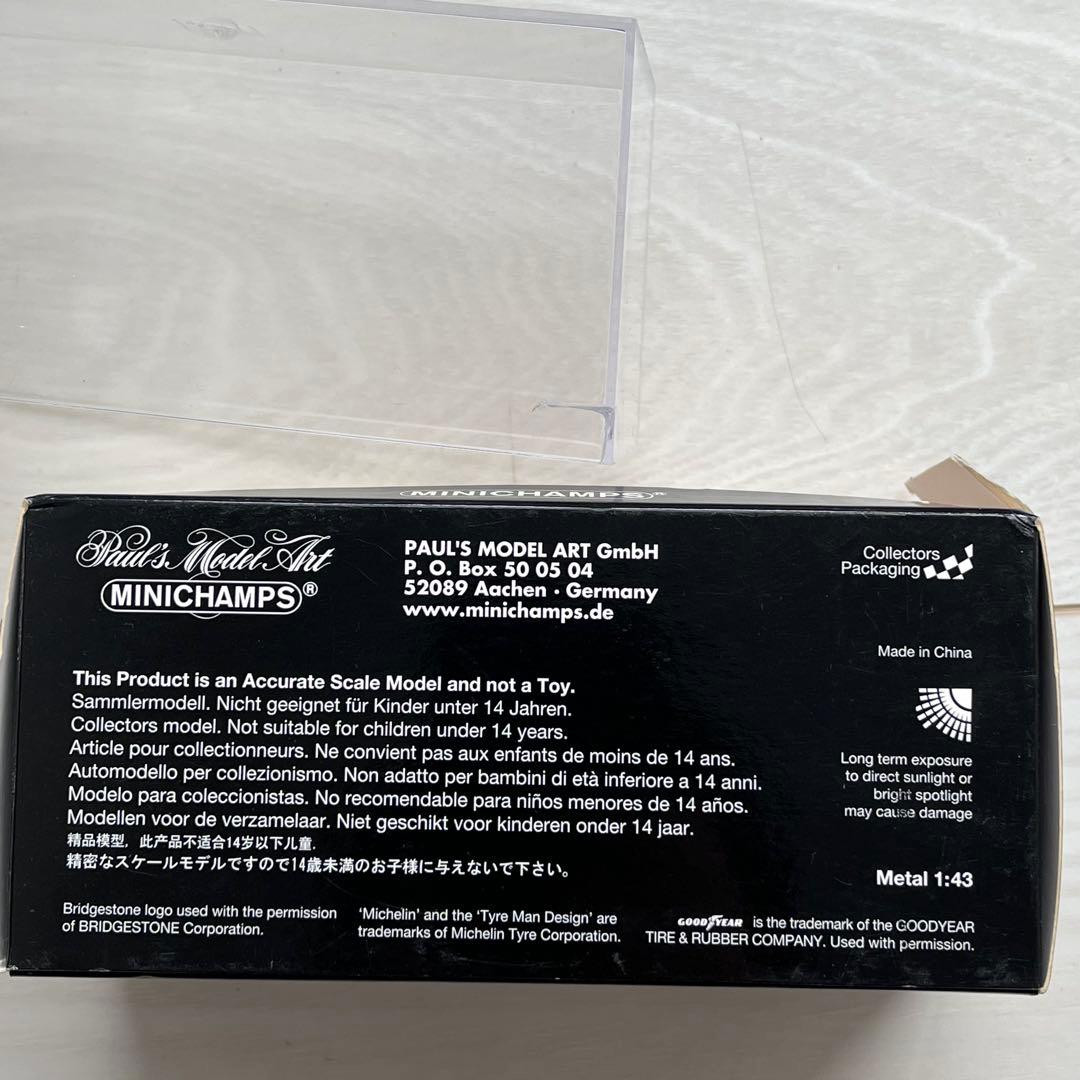 MINICHAMPS®
Paul's Model Art
MINICHAMPS®
PAUL'S MODEL ART GmbH
P. O. Box 50 05 04
52089 Aachen · Germany
www.minichamps.de
Collectors
Packaging
Made in China
This Product is an Accurate Scale Model and not a Toy.
Sammlermodell. Nicht geeignet für Kinder unter 14 Jahren.
Collectors model. Not suitable for children under 14 years.
Article pour collectionneurs. Ne convient pas aux enfants de moins de 14 ans.
Automodello per collezionismo. Non adatto per bambini di età inferiore a 14 anni.
Modelo para coleccionistas. No recomendable para niños menores de 14 años.
Modellen voor de verzamelaar. Niet geschikt voor kinderen onder 14 jaar.
精品模型，此产品不适合14岁以下儿童.
精密なスケールモデルですので14歳未満のお子様に与えないで下さい。
Long term exposure
to direct sunlight or
bright spotlight
may cause damage
Metal 1:43
Bridgestone logo used with the permission
of BRIDGESTONE Corporation.
'Michelin' and the 'Tyre Man Design' are
trademarks of Michelin Tyre Corporation.
GOODYEAR is the trademark of the GOODYEAR
TIRE & RUBBER COMPANY. Used with permission.